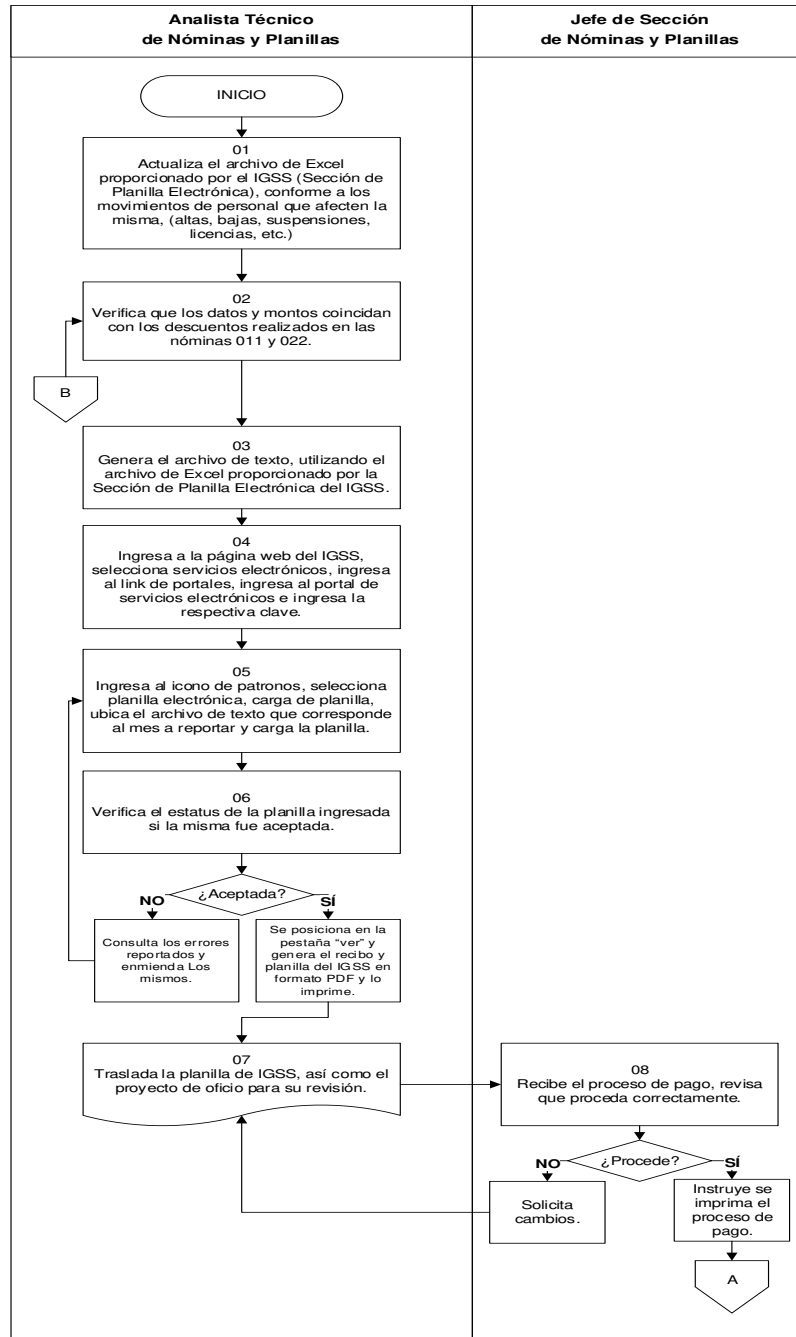 Analista Técnico
de Nóminas y Planillas
Jefe de Sección
de Nóminas y Planillas
INICIO
01
Actualiza el archivo de Excel
proporcionado por el IGSS (Sección de
Planilla Electrónica), conforme a los
movimientos de personal que afecten la
misma, (altas, bajas, suspensiones,
licencias, etc.)
02
Verifica que los datos y montos coincidan
con los descuentos realizados en las
nóminas 011 y 022.
B
03
Genera el archivo de texto, utilizando el
archivo de Excel proporcionado por la
Sección de Planilla Electrónica del IGSS.
04
Ingresa a la página web del IGSS,
selecciona servicios electrónicos, ingresa
al link de portales, ingresa al portal de
servicios electrónicos e ingresa la
respectiva clave.
05
Ingresa al icono de patronos, selecciona
planilla electrónica, carga de planilla,
ubica el archivo de texto que corresponde
al mes a reportar y carga la planilla.
06
Verifica el estatus de la planilla ingresada
si la misma fue aceptada.
¿Aceptada?
NO
SÍ
Consulta los errores
reportados y
enmienda Los
mismos.
Se posiciona en la
pestaña “ver” y
genera el recibo y
planilla del IGSS en
formato PDF y lo
imprime.
07
Traslada la planilla de IGSS, así como el
proyecto de oficio para su revisión.
08
Recibe el proceso de pago, revisa
que proceda correctamente.
¿Procede?
NO
SÍ
Solicita
cambios.
Instruye se
imprima el
proceso de
pago.
A